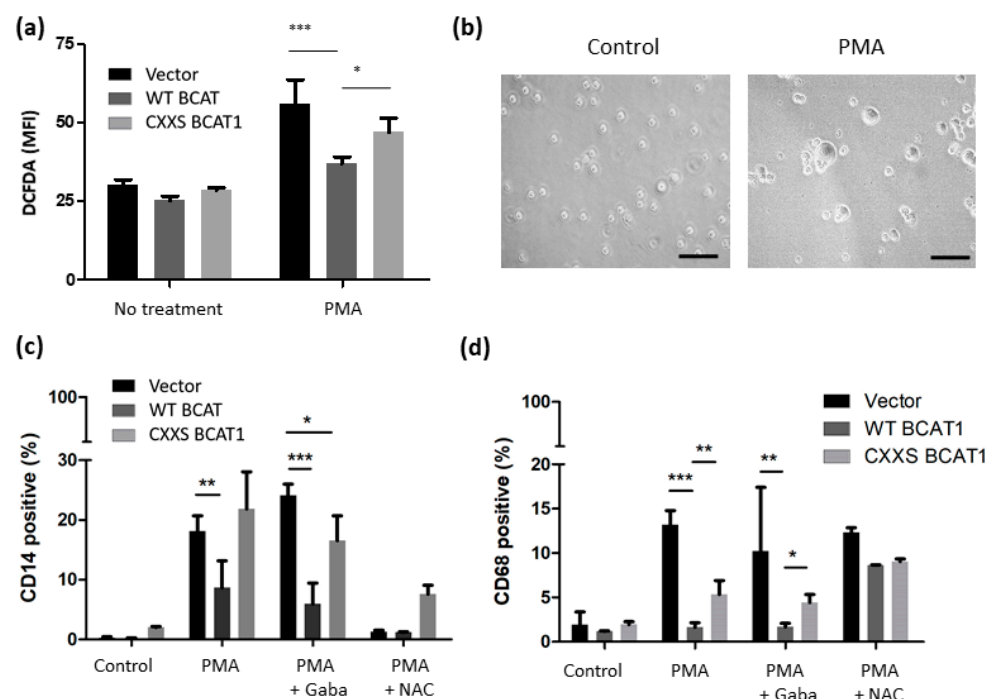 (a)
***
*
75
50
25
0
DCFDA (MFI)
Vector
WT BCAT
CXXS BCAT1
No treatment
PMA
(b)
Control
PMA
(c)
Vector
WT BCAT
CXXS BCAT1
100
30
20
10
0
CD14 positive (%)
**
*
***
Control
PMA
PMA
+ Gaba
PMA
+ NAC
(d)
Vector
WT BCAT1
CXXS BCAT1
100
20
15
10
5
0
CD68 positive (%)
**
***
**
*
Control
PMA
PMA
+ Gaba
PMA
+ NAC